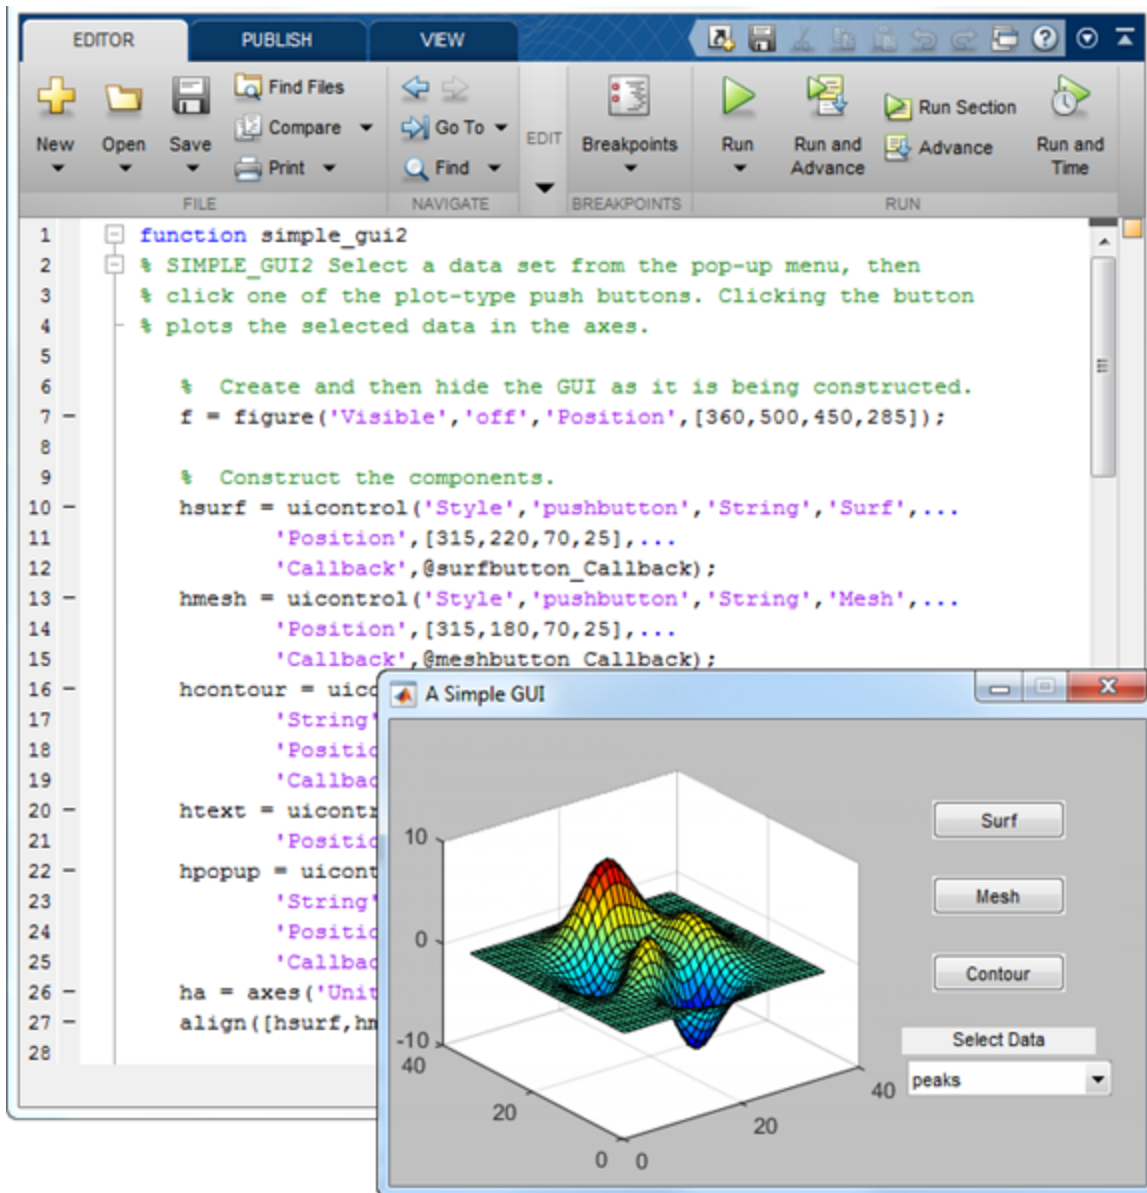 EDITOR PUBLISH VIEW
New Open Save Find Files Compare Print
FILE
Go To Find
NAVIGATE
EDIT
Breakpoints
BREAKPOINTS
Run Run and Advance Run Section Advance Run and Time
RUN
1 function simple_gui2
2 % SIMPLE_GUI2 Select a data set from the pop-up menu, then
3 % click one of the plot-type push buttons. Clicking the button
4 % plots the selected data in the axes.
5
6 % Create and then hide the GUI as it is being constructed.
7 – f = figure('Visible','off','Position',[360,500,450,285]);
8
9 % Construct the components.
10 – hsurf = uicontrol('Style','pushbutton','String','Surf',...
11 'Position',[315,220,70,25],...
12 'Callback',@surfbutton_Callback);
13 – hmesh = uicontrol('Style','pushbutton','String','Mesh',...
14 'Position',[315,180,70,25],...
15 'Callback',@meshbutton_Callback);
16 – hcontour = uico
17 'String'
18 'Positio
19 'Callbac
20 – htext = uicontr
21 'Positio
22 – hpopup = uicont
23 'String'
24 'Positio
25 'Callbac
26 – ha = axes('Unit
27 – align([hsurf,hm
28
A Simple GUI
10
0
-10
40
20
0
0
20
40
Surf
Mesh
Contour
Select Data
peaks